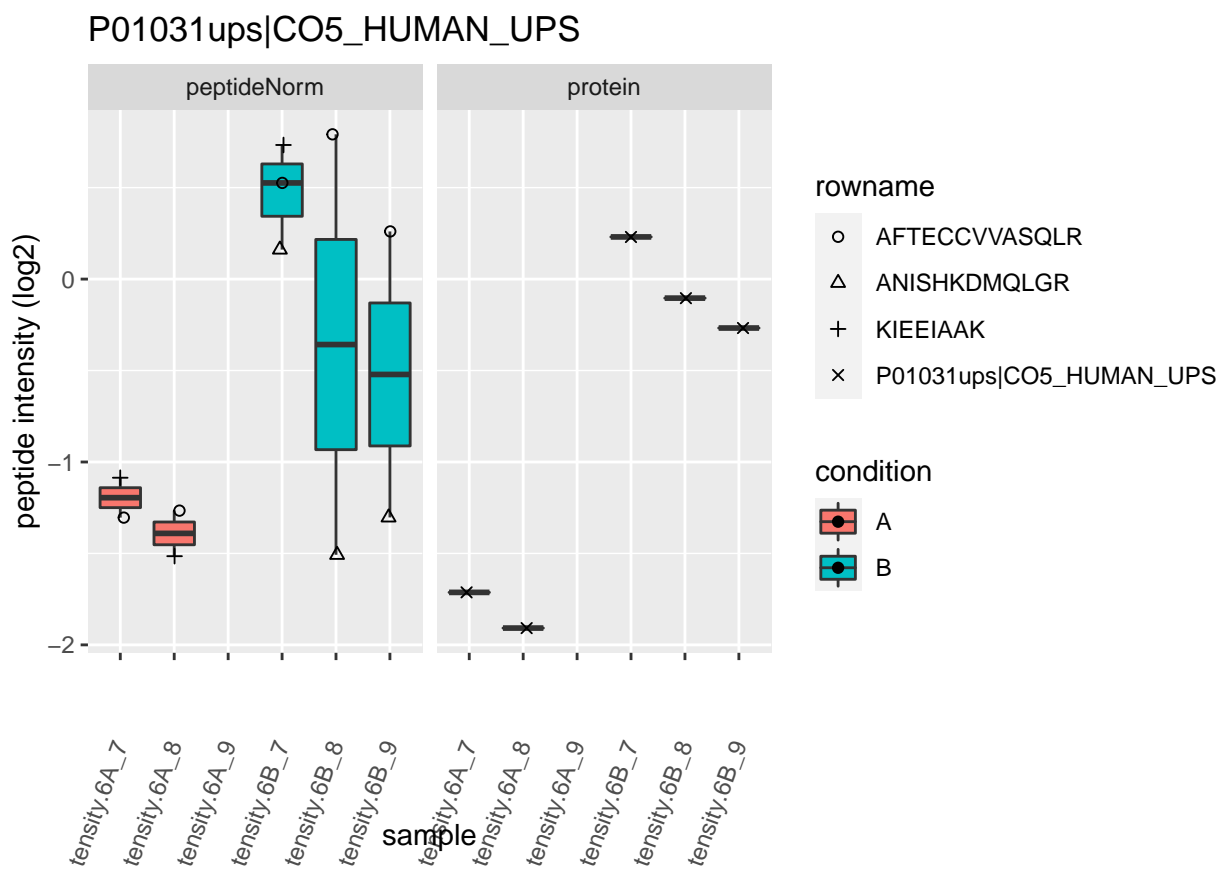 P01031ups|CO5_HUMAN_UPS
peptideNorm
protein
peptide intensity (log2)
0
−1
−2
tensity.6A_7
tensity.6A_8
tensity.6A_9
tensity.6B_7
tensity.6B_8
tensity.6B_9
tensity.6A_7
tensity.6A_8
tensity.6A_9
tensity.6B_7
tensity.6B_8
tensity.6B_9
sample
rowname
AFTECCVVASQLR
ANISHKDMQLGR
KIEEIAAK
P01031ups|CO5_HUMAN_UPS
condition
A
B